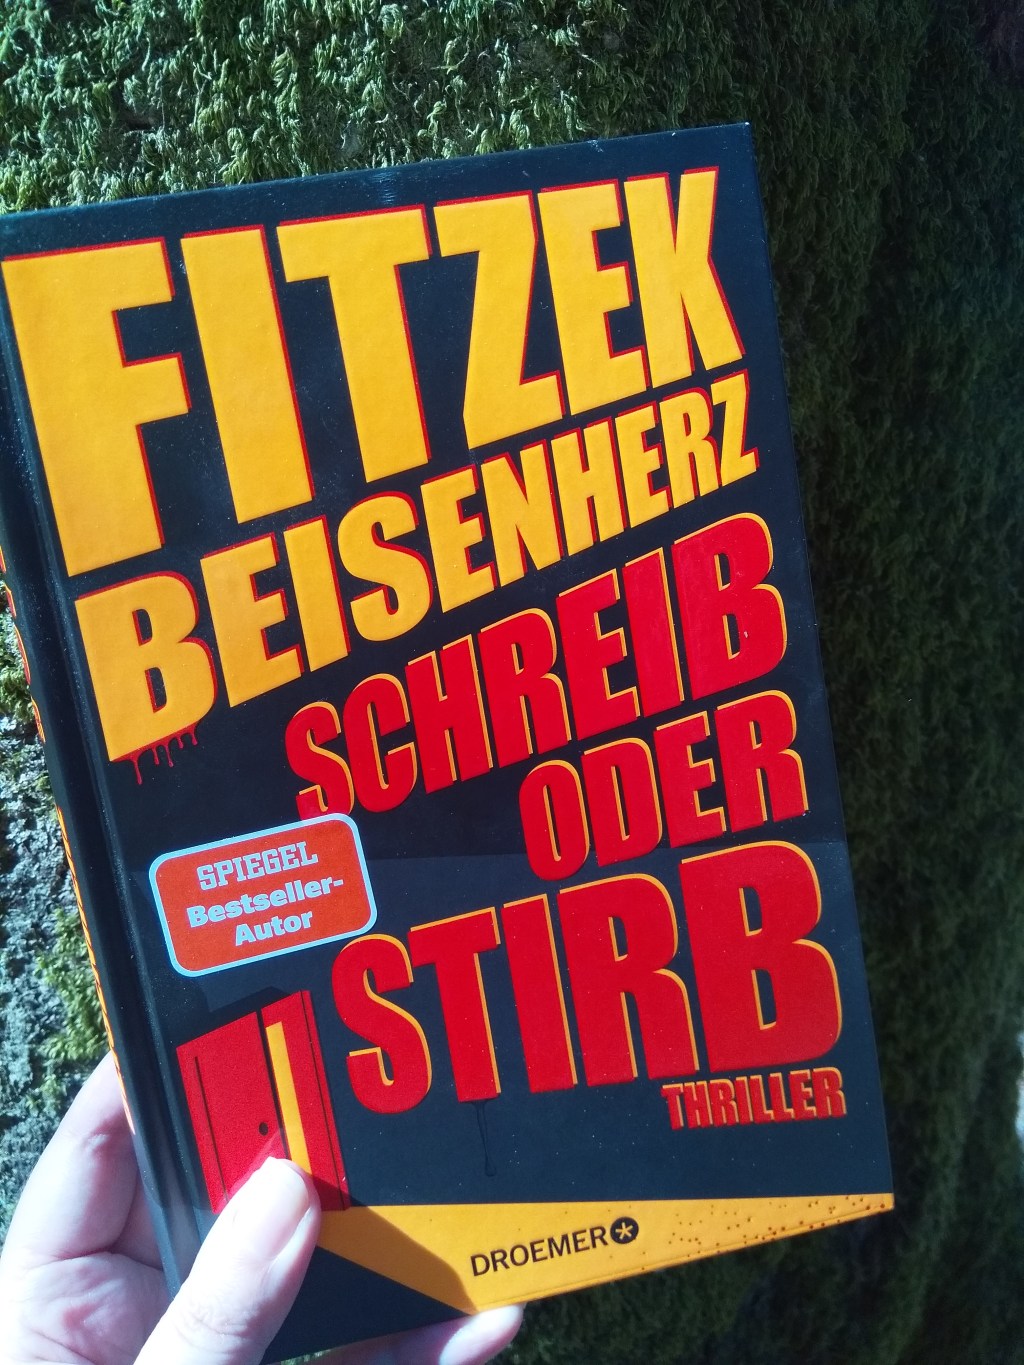 FITZEK
BEISENHERZ
SCHREIB
ODER
STIRB
SPIEGEL
Bestseller-
Autor
THRILLER
DROEMER